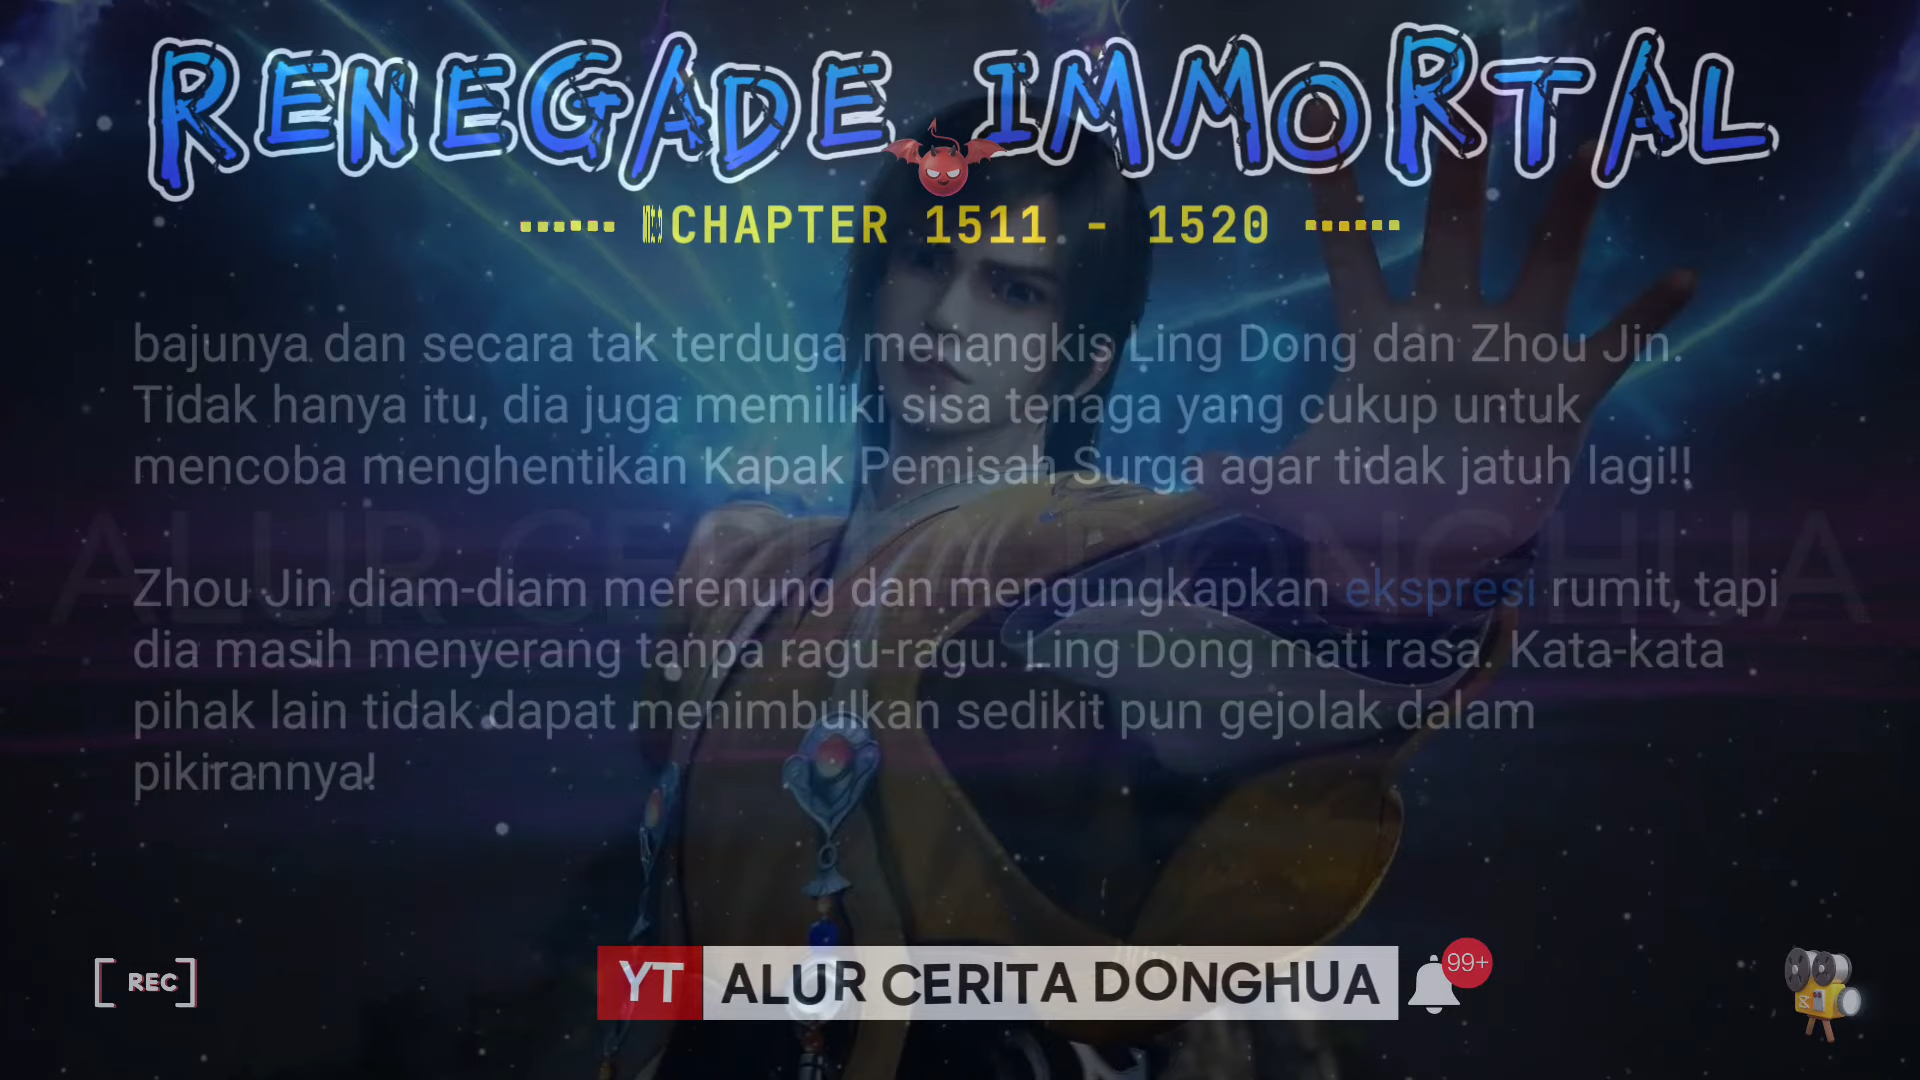 RENEGADE IMMORTAL
CHAPTER 1511 - 1520
bajunya dan secara tak terduga menangkis Ling Dong dan Zhou Jin.
Tidak hanya itu, dia juga memiliki sisa tenaga yang cukup untuk
mencoba menghentikan Kapak Pemisah Surga agar tidak jatuh lagi!!
ALUR CERITA DONGHUA
Zhou Jin diam-diam merenung dan mengungkapkan ekspresi rumit, tapi
dia masih menyerang tanpa ragu-ragu. Ling Dong mati rasa. Kata-kata
pihak lain tidak dapat menimbulkan sedikit pun gejolak dalam
pikirannya!
[ REC ]
YT ALUR CERITA DONGHUA
99+